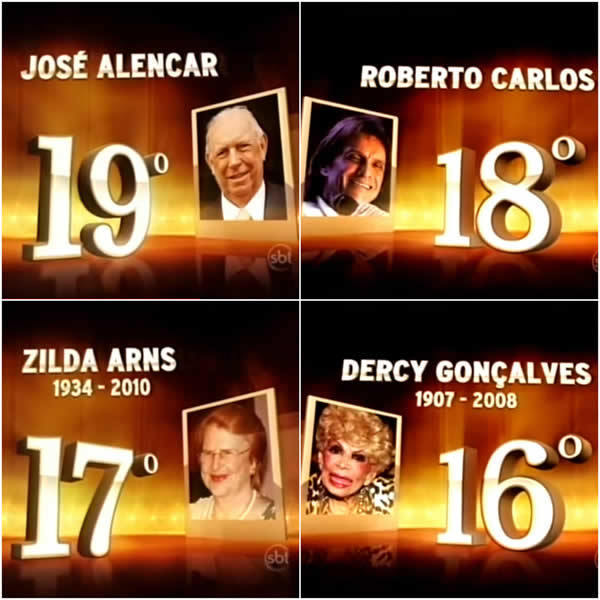 JOSÉ ALENCAR
19º
sbt
ROBERTO CARLOS
18º
ZILDA ARNS
1934 - 2010
17º
sbt
DERCY GONÇALVES
1907 - 2008
16º